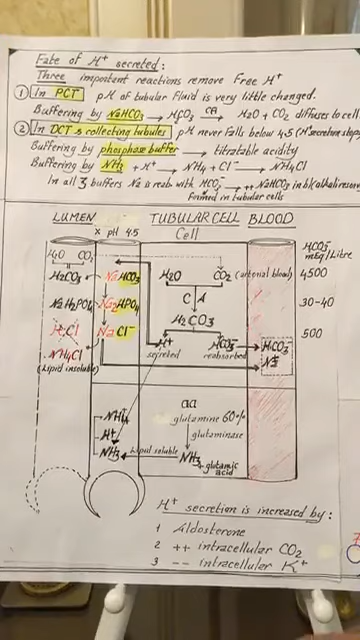 Fate of H⁺ secreted:
Three important reactions remove Free H⁺
① In PCT pH of tubular fluid is very little changed.
Buffering by NaHCO₃ → H₂CO₃ CA → H₂O + CO₂ diffuses to cell
② In DCT & collecting tubules pH never falls below 4.5 (H⁺ secretion stops)
Buffering by phosphate buffer → titratable acidity
Buffering by NH₃ + H⁺ → NH₄ + Cl⁻ → NH₄Cl
In all 3 buffers Na is reab. with HCO₃⁻ → ++ NaHCO₃ in bl (alkali reserve)
Formed in tubular cells
LUMEN TUBULAR CELL BLOOD
x pH 4.5 Cell HCO₃⁻
mEq/Litre
H₂O CO₂ H₂O CO₂ (arterial blood) 4500
H₂CO₃ NaHCO₃
C A
NaH₂PO₄ Na₂HPO₄ H₂CO₃ 30-40
HCl NaCl⁻ H⁺ HCO₃⁻ HCO₃⁻ 500
NH₄Cl secreted reabsorbed Na⁺
(Lipid insoluble)
aa
NH₄ glutamine 60%
H⁺ glutaminase
NH₃ Lipid soluble NH₃
+ glutamic
acid
H⁺ secretion is increased by:
1 Aldosterone
2 ++ intracellular CO₂
3 -- intracellular K⁺